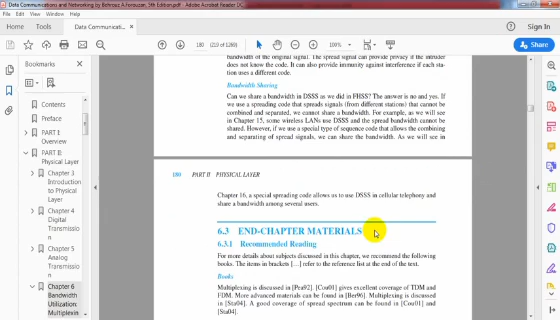 Data Communications and Networking by Behrouz A.Forouzan, 5th Edition.pdf - Adobe Acrobat Reader DC
File Edit View Window Help
Home Tools Data Communicati... × Sign In
180 (213 of 1269) 109% Share
Bookmarks ×
Contents
Preface
PART I: Overview
PART II: Physical Layer
Chapter 3 Introduction to Physical Layer
Chapter 4 Digital Transmissio n
Chapter 5 Analog Transmissio n
Chapter 6 Bandwidth Utilization: Multiplexin
bandwidth of the original signal. The spread signal can provide privacy if the intruder
does not know the code. It can also provide immunity against interference if each sta-
tion uses a different code.
Bandwidth Sharing
Can we share a bandwidth in DSSS as we did in FHSS? The answer is no and yes. If
we use a spreading code that spreads signals (from different stations) that cannot be
combined and separated, we cannot share a bandwidth. For example, as we will see
in Chapter 15, some wireless LANs use DSSS and the spread bandwidth cannot be
shared. However, if we use a special type of sequence code that allows the combining
and separating of spread signals, we can share the bandwidth. As we will see in
180 PART II PHYSICAL LAYER
Chapter 16, a special spreading code allows us to use DSSS in cellular telephony and
share a bandwidth among several users.
6.3 END-CHAPTER MATERIALS
6.3.1 Recommended Reading
For more details about subjects discussed in this chapter, we recommend the following
books. The items in brackets […] refer to the reference list at the end of the text.
Books
Multiplexing is discussed in [Pea92]. [Cou01] gives excellent coverage of TDM and
FDM. More advanced materials can be found in [Ber96]. Multiplexing is discussed
in [Sta04]. A good coverage of spread spectrum can be found in [Cou01] and
[Sta04].